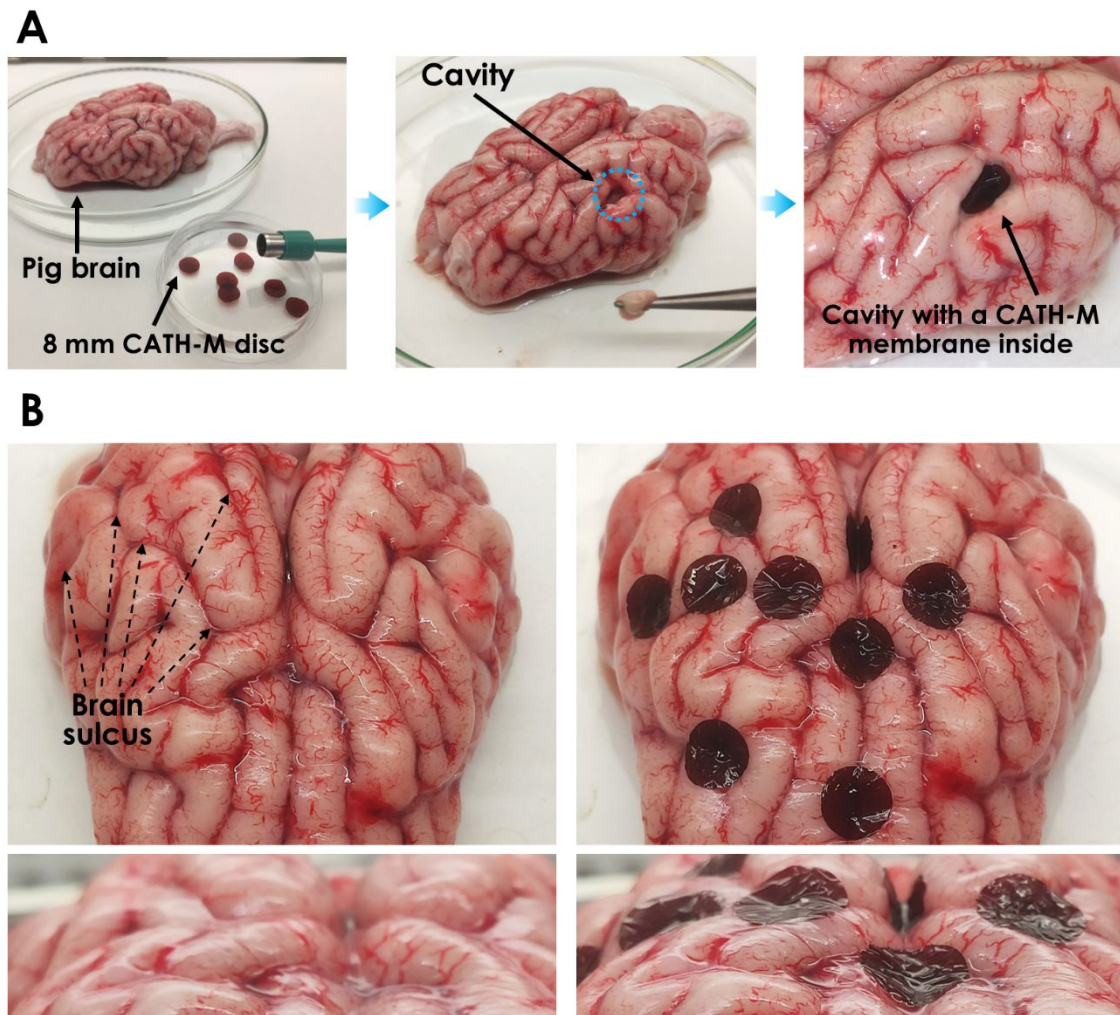 A
Pig brain
8 mm CATH-M disc
Cavity
Cavity with a CATH-M
membrane inside
B
Brain
sulcus